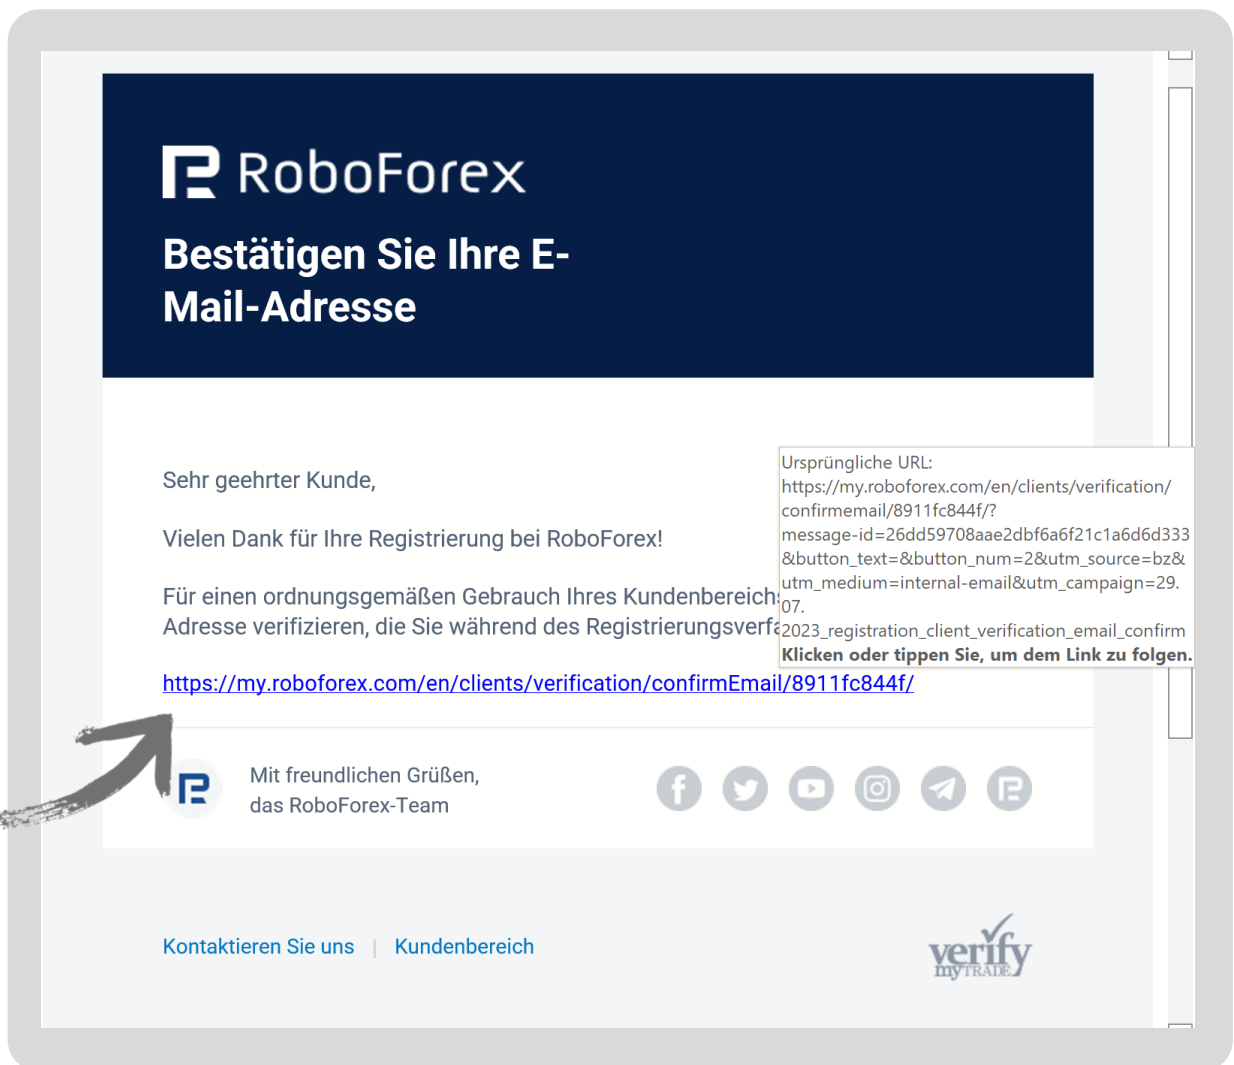 RoboForex
Bestätigen Sie Ihre E-
Mail-Adresse
Sehr geehrter Kunde,
Vielen Dank für Ihre Registrierung bei RoboForex!
Für einen ordnungsgemäßen Gebrauch Ihres Kundenbereichs
Adresse verifizieren, die Sie während des
Ursprüngliche URL:
https://my.roboforex.com/en/clients/verification/
confirmemail/8911fc844f/?
message-id=26dd59708aae2dbf6a6f21c1a6d6d333
&button_text=&button_num=2&utm_source=bz&
utm_medium=internal-email&utm_campaign=29.
07.
2023_registration_client_verification_email_confirm
Klicken oder tippen Sie, um dem Link zu folgen.
https://my.roboforex.com/en/clients/verification/confirmEmail/8911fc844f/
Mit freundlichen Grüßen,
das RoboForex-Team
Kontaktieren Sie uns | Kundenbereich
verify
myTRADE